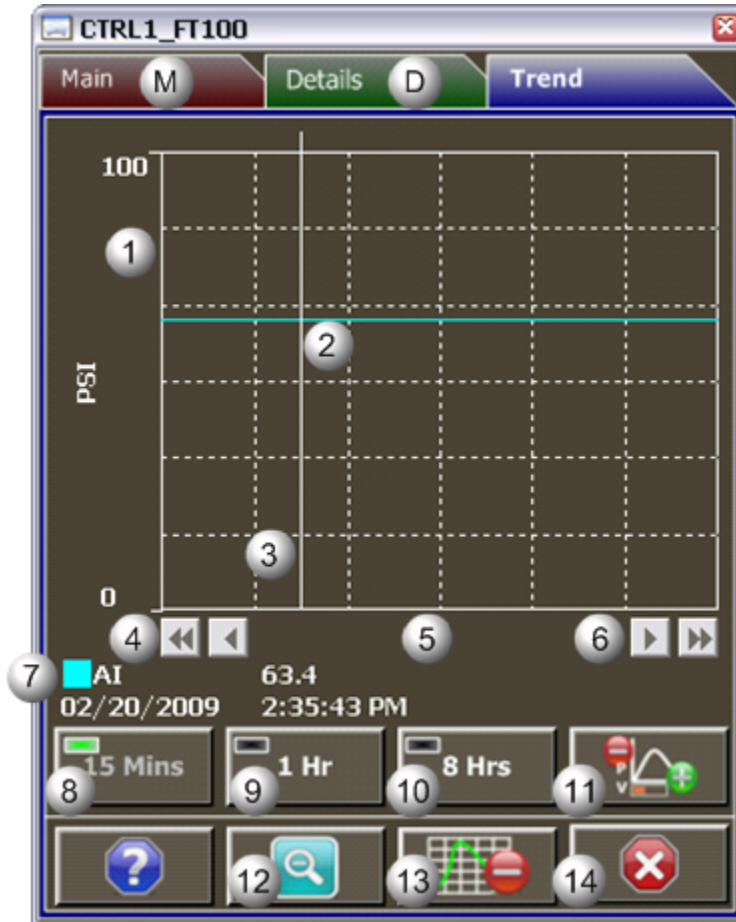 CTRL1_FT100
Main M Details D Trend
100
1
2
PSI
3
0
4 5 6
7 AI 63.4
02/20/2009 2:35:43 PM
15 Mins 1 Hr 8 Hrs P V
8 9 10 11
?
12 13 14